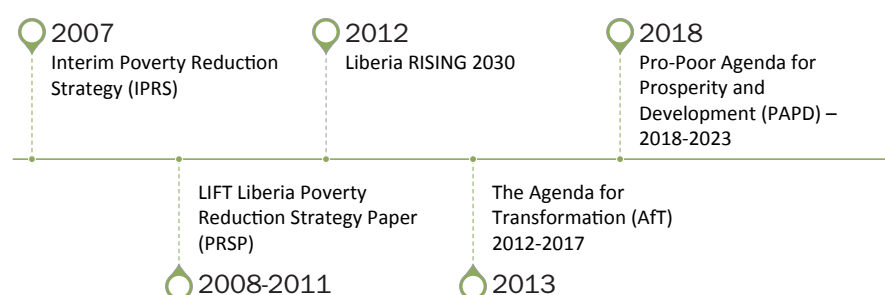 2007
Interim Poverty Reduction
Strategy (IPRS)
LIFT Liberia Poverty
Reduction Strategy Paper
(PRSP)
2008-2011
2012
Liberia RISING 2030
The Agenda for
Transformation (AfT)
2012-2017
2013
2018
Pro-Poor Agenda for
Prosperity and
Development (PAPD) –
2018-2023